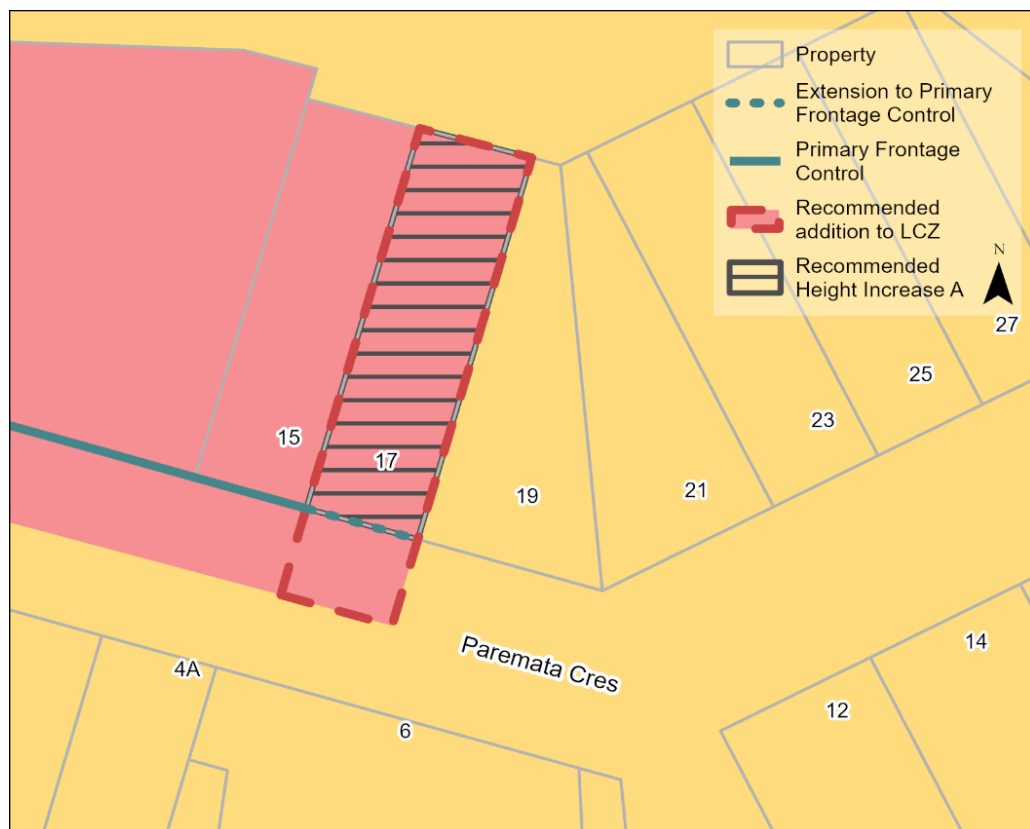 Property
Extension to Primary
Frontage Control
Primary Frontage
Control
Recommended
addition to LCZ
Recommended
Height Increase A
N
27
25
23
15
17
19
21
Paremata Cres
14
4A
12
6